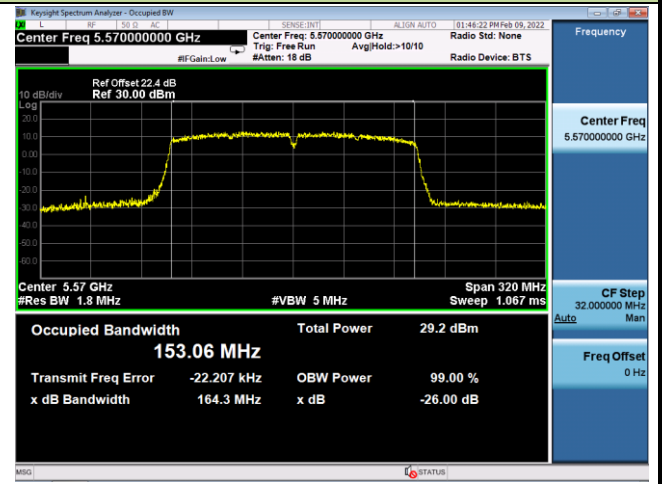 Keysight Spectrum Analyzer - Occupied BW
L RF 50 Ω AC SENSE:INT ALIGN AUTO 01:46:22 PM Feb 09, 2022
Center Freq 5.570000000 GHz
Center Freq: 5.570000000 GHz Radio Std: None
Trig: Free Run Avg|Hold:>10/10
#IFGain:Low #Atten: 18 dB Radio Device: BTS
Frequency
Ref Offset 22.4 dB
10 dB/div Ref 30.00 dBm
Log
20.0
10.0
0.00
-10.0
-20.0
-30.0
-40.0
-50.0
-60.0
Center Freq
5.570000000 GHz
Center 5.57 GHz Span 320 MHz
#Res BW 1.8 MHz #VBW 5 MHz Sweep 1.067 ms
CF Step
32.000000 MHz
Auto Man
Occupied Bandwidth Total Power 29.2 dBm
153.06 MHz
Transmit Freq Error -22.207 kHz OBW Power 99.00 %
x dB Bandwidth 164.3 MHz x dB -26.00 dB
Freq Offset
0 Hz
MSG STATUS